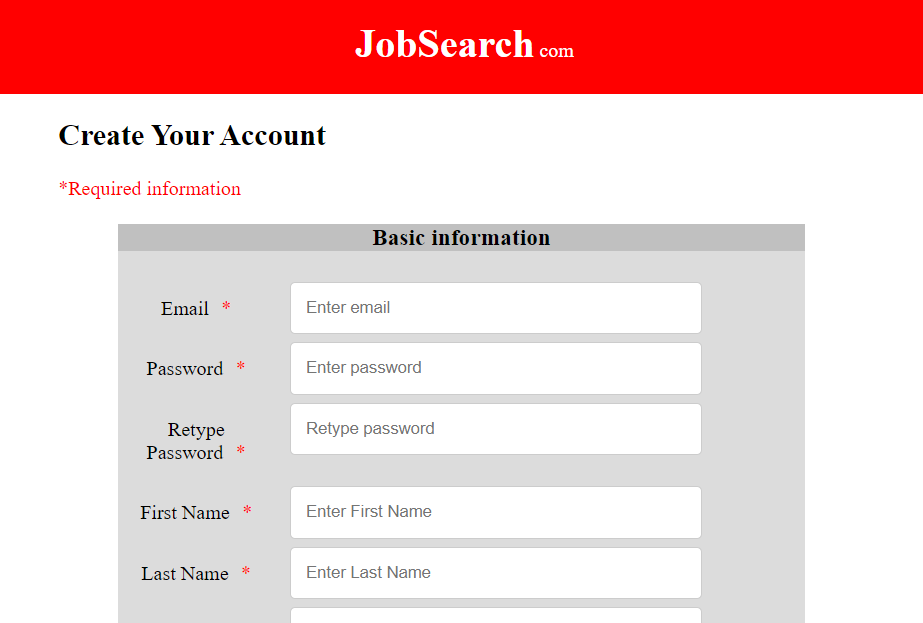 JobSearch com
Create Your Account
*Required information
Basic information
Email *
Enter email
Password *
Enter password
Retype
Password *
Retype password
First Name *
Enter First Name
Last Name *
Enter Last Name